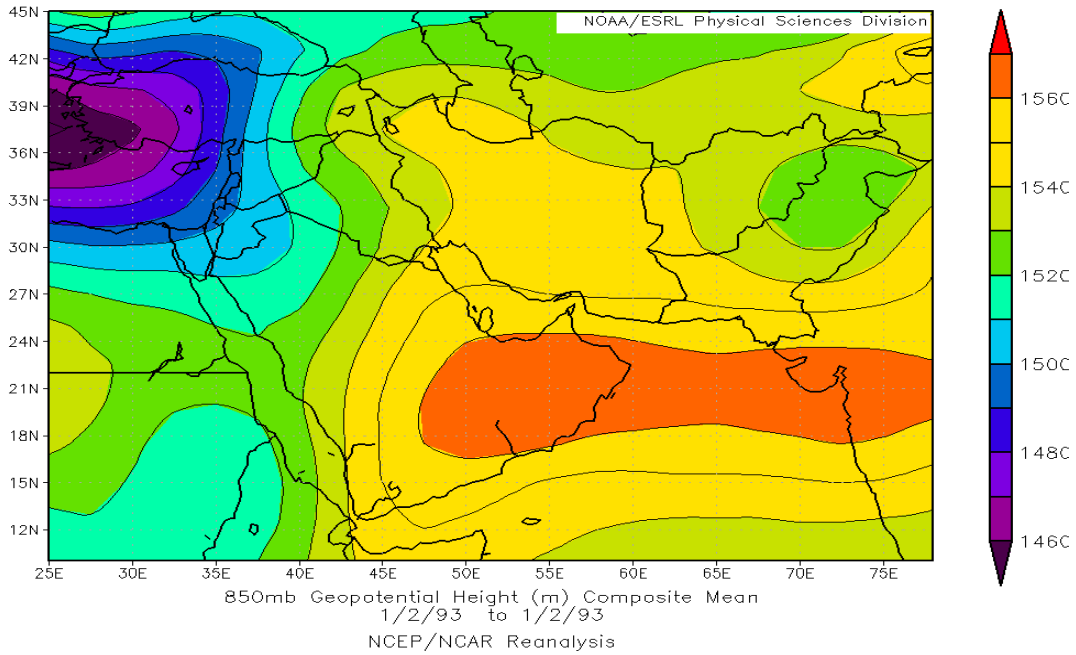 NOAA/ESRL Physical Sciences Division
45N
42N
39N
36N
33N
30N
27N
24N
21N
18N
15N
12N
25E 30E 35E 40E 45E 50E 55E 60E 65E 70E 75E
1560
1540
1520
1500
1480
1460
850mb Geopotential Height (m) Composite Mean
1/2/93 to 1/2/93
NCEP/NCAR Reanalysis